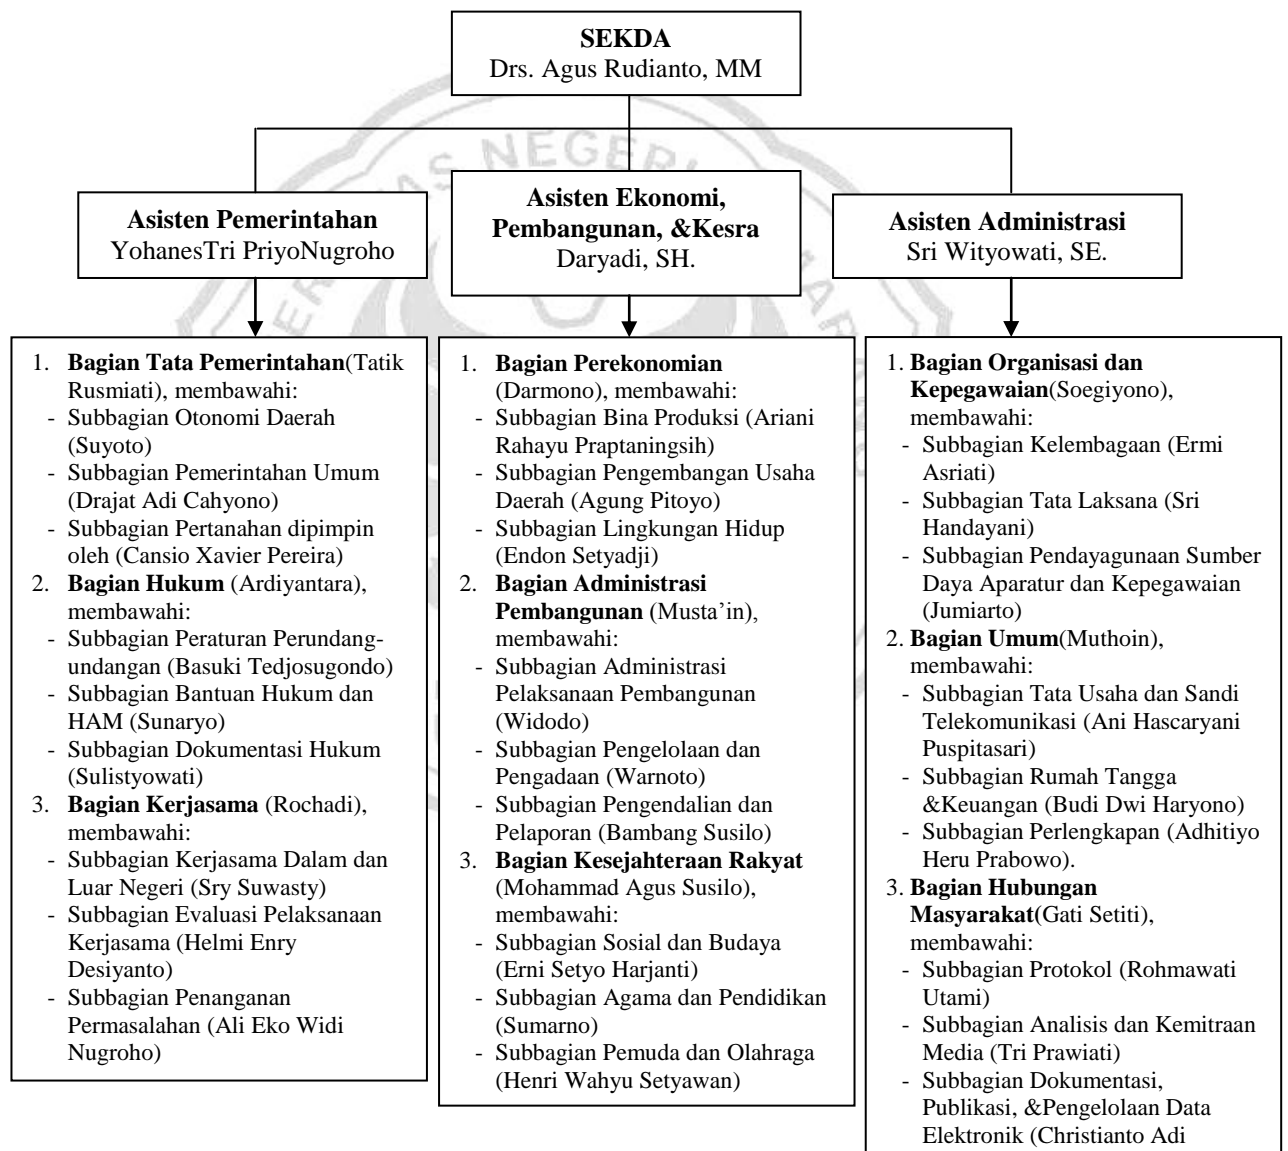 SEKDA
Drs. Agus Rudianto, MM
Asisten Pemerintahan
YohanesTri PriyoNugroho
Asisten Ekonomi,
Pembangunan, &Kesra
Daryadi, SH.
Asisten Administrasi
Sri Wityowati, SE.
1. Bagian Tata Pemerintahan(Tatik
Rusmiati), membawahi:
- Subbagian Otonomi Daerah
(Suyoto)
- Subbagian Pemerintahan Umum
(Drajat Adi Cahyono)
- Subbagian Pertanahan dipimpin
oleh (Cansio Xavier Pereira)
2. Bagian Hukum (Ardiyantara),
membawahi:
- Subbagian Peraturan Perundang-
undangan (Basuki Tedjosugondo)
- Subbagian Bantuan Hukum dan
HAM (Sunaryo)
- Subbagian Dokumentasi Hukum
(Sulistyowati)
3. Bagian Kerjasama (Rochadi),
membawahi:
- Subbagian Kerjasama Dalam dan
Luar Negeri (Sry Suwasty)
- Subbagian Evaluasi Pelaksanaan
Kerjasama (Helmi Enry
Desiyanto)
- Subbagian Penanganan
Permasalahan (Ali Eko Widi
Nugroho)
1. Bagian Perekonomian
(Darmono), membawahi:
- Subbagian Bina Produksi (Ariani
Rahayu Praptaningsih)
- Subbagian Pengembangan Usaha
Daerah (Agung Pitoyo)
- Subbagian Lingkungan Hidup
(Endon Setyadji)
2. Bagian Administrasi
Pembangunan (Musta’in),
membawahi:
- Subbagian Administrasi
Pelaksanaan Pembangunan
(Widodo)
- Subbagian Pengelolaan dan
Pengadaan (Warnoto)
- Subbagian Pengendalian dan
Pelaporan (Bambang Susilo)
3. Bagian Kesejahteraan Rakyat
(Mohammad Agus Susilo),
membawahi:
- Subbagian Sosial dan Budaya
(Erni Setyo Harjanti)
- Subbagian Agama dan Pendidikan
(Sumarno)
- Subbagian Pemuda dan Olahraga
(Henri Wahyu Setyawan)
1. Bagian Organisasi dan
Kepegawaian(Soegiyono),
membawahi:
- Subbagian Kelembagaan (Ermi
Asriati)
- Subbagian Tata Laksana (Sri
Handayani)
- Subbagian Pendayagunaan Sumber
Daya Aparatur dan Kepegawaian
(Jumiarto)
2. Bagian Umum(Muthoin),
membawahi:
- Subbagian Tata Usaha dan Sandi
Telekomunikasi (Ani Hascaryani
Puspitasari)
- Subbagian Rumah Tangga
&Keuangan (Budi Dwi Haryono)
- Subbagian Perlengkapan (Adhitiyo
Heru Prabowo).
3. Bagian Hubungan
Masyarakat(Gati Setiti),
membawahi:
- Subbagian Protokol (Rohmawati
Utami)
- Subbagian Analisis dan Kemitraan
Media (Tri Prawiati)
- Subbagian Dokumentasi,
Publikasi, &Pengelolaan Data
Elektronik (Christianto Adi
NEGERI